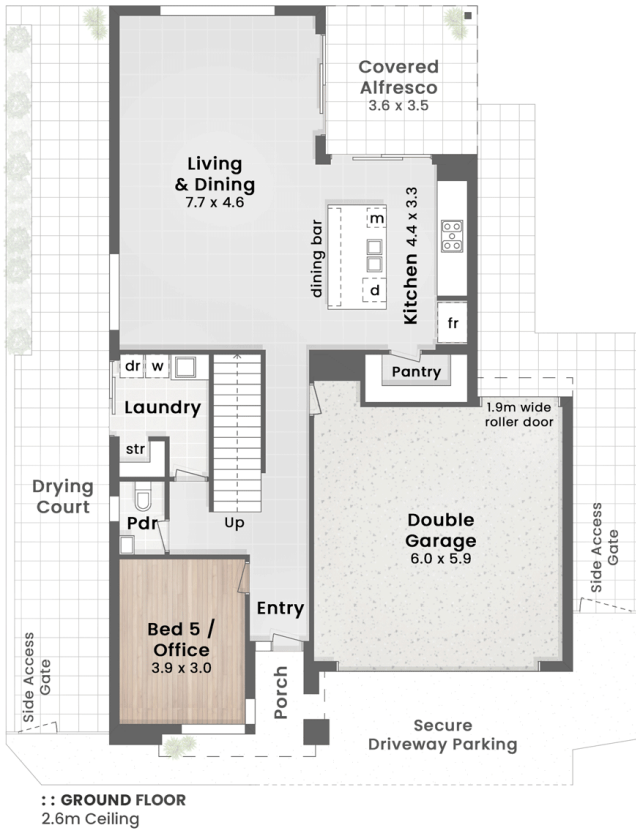 Covered
Alfresco
3.6 x 3.5
Living
& Dining
7.7 x 4.6
dining bar
m
d
Kitchen 4.4 x 3.3
fr
Pantry
dr
w
Laundry
str
1.9m wide
roller door
Drying
Court
Pdr
Up
Double
Garage
6.0 x 5.9
Side Access
Gate
Entry
Bed 5 /
Office
3.9 x 3.0
Side Access
Gate
Porch
Secure
Driveway Parking
: : GROUND FLOOR
2.6m Ceiling